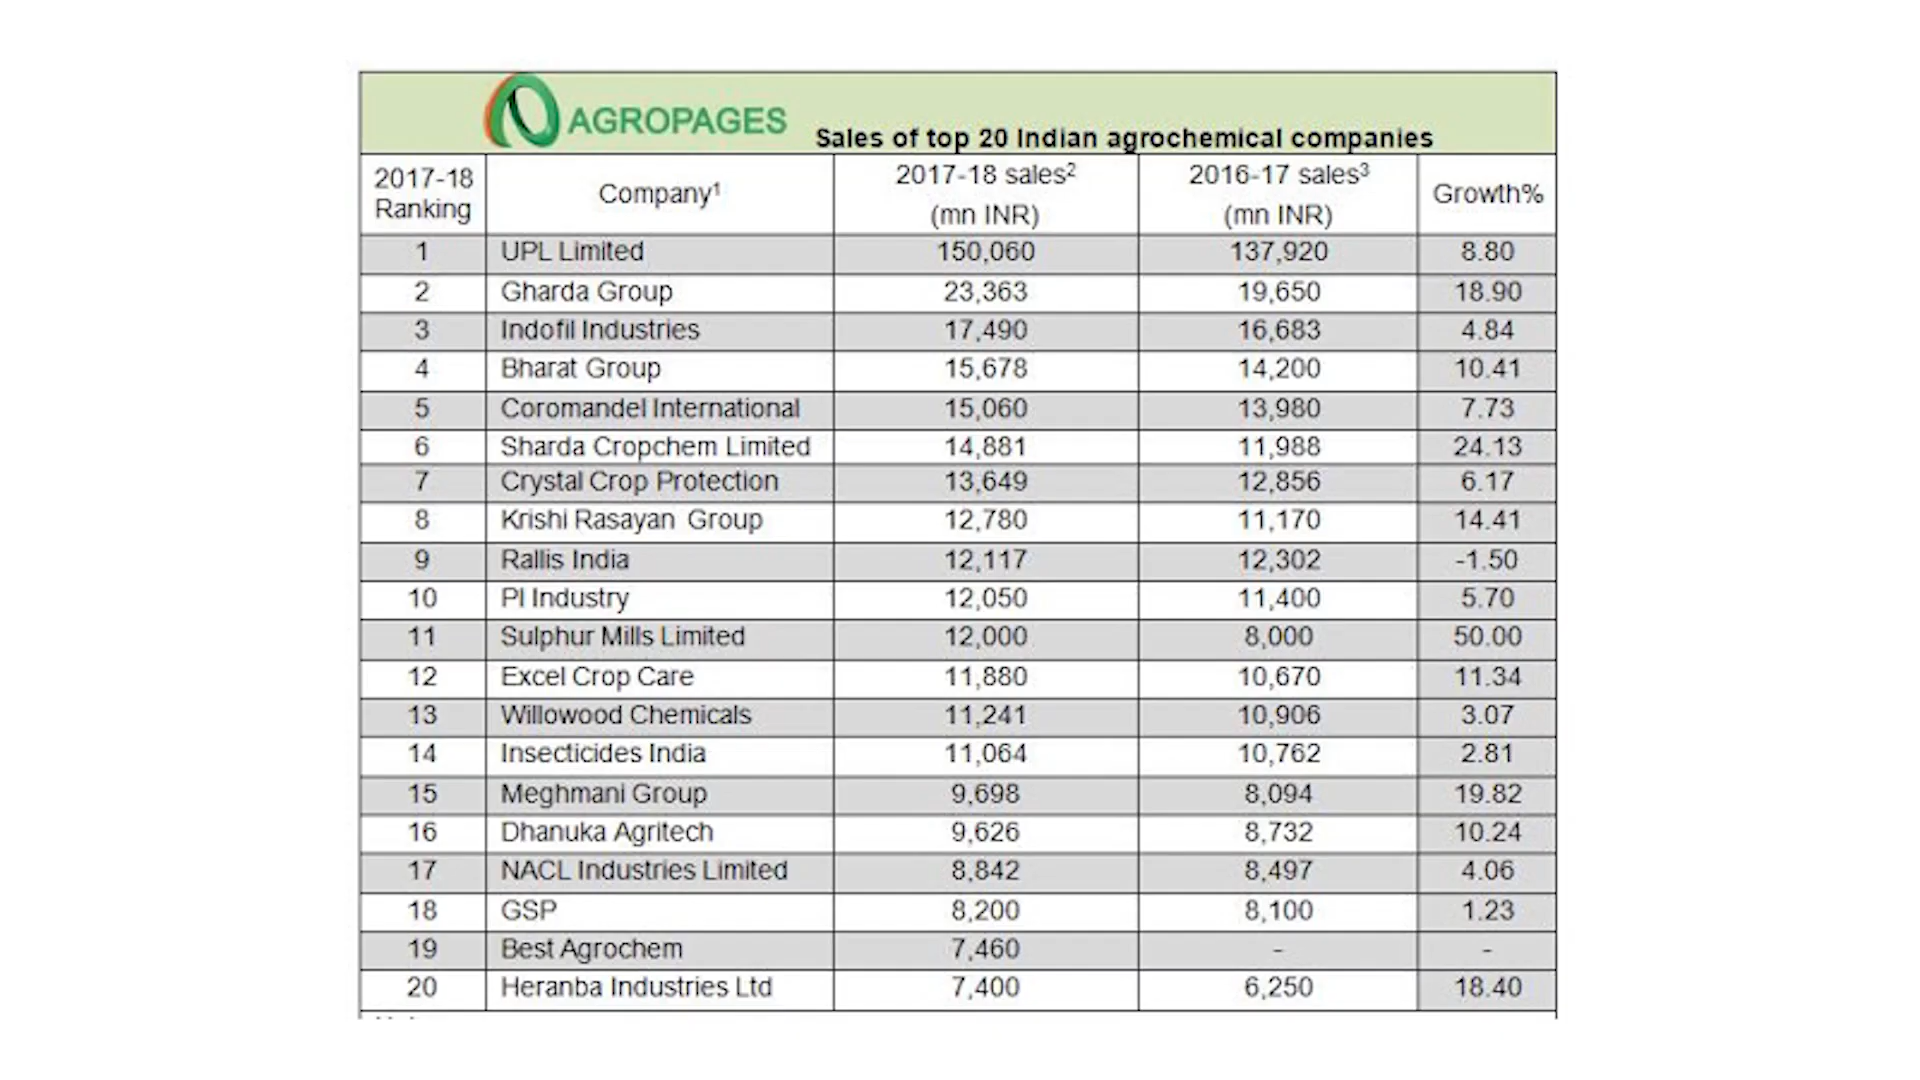 AGROPAGES Sales of top 20 Indian agrochemical companies
2017-18 Ranking Company¹ 2017-18 sales² (mn INR) 2016-17 sales³ (mn INR) Growth%
1 UPL Limited 150,060 137,920 8.80
2 Gharda Group 23,363 19,650 18.90
3 Indofil Industries 17,490 16,683 4.84
4 Bharat Group 15,678 14,200 10.41
5 Coromandel International 15,060 13,980 7.73
6 Sharda Cropchem Limited 14,881 11,988 24.13
7 Crystal Crop Protection 13,649 12,856 6.17
8 Krishi Rasayan Group 12,780 11,170 14.41
9 Rallis India 12,117 12,302 -1.50
10 PI Industry 12,050 11,400 5.70
11 Sulphur Mills Limited 12,000 8,000 50.00
12 Excel Crop Care 11,880 10,670 11.34
13 Willowood Chemicals 11,241 10,906 3.07
14 Insecticides India 11,064 10,762 2.81
15 Meghmani Group 9,698 8,094 19.82
16 Dhanuka Agritech 9,626 8,732 10.24
17 NACL Industries Limited 8,842 8,497 4.06
18 GSP 8,200 8,100 1.23
19 Best Agrochem 7,460 - -
20 Heranba Industries Ltd 7,400 6,250 18.40